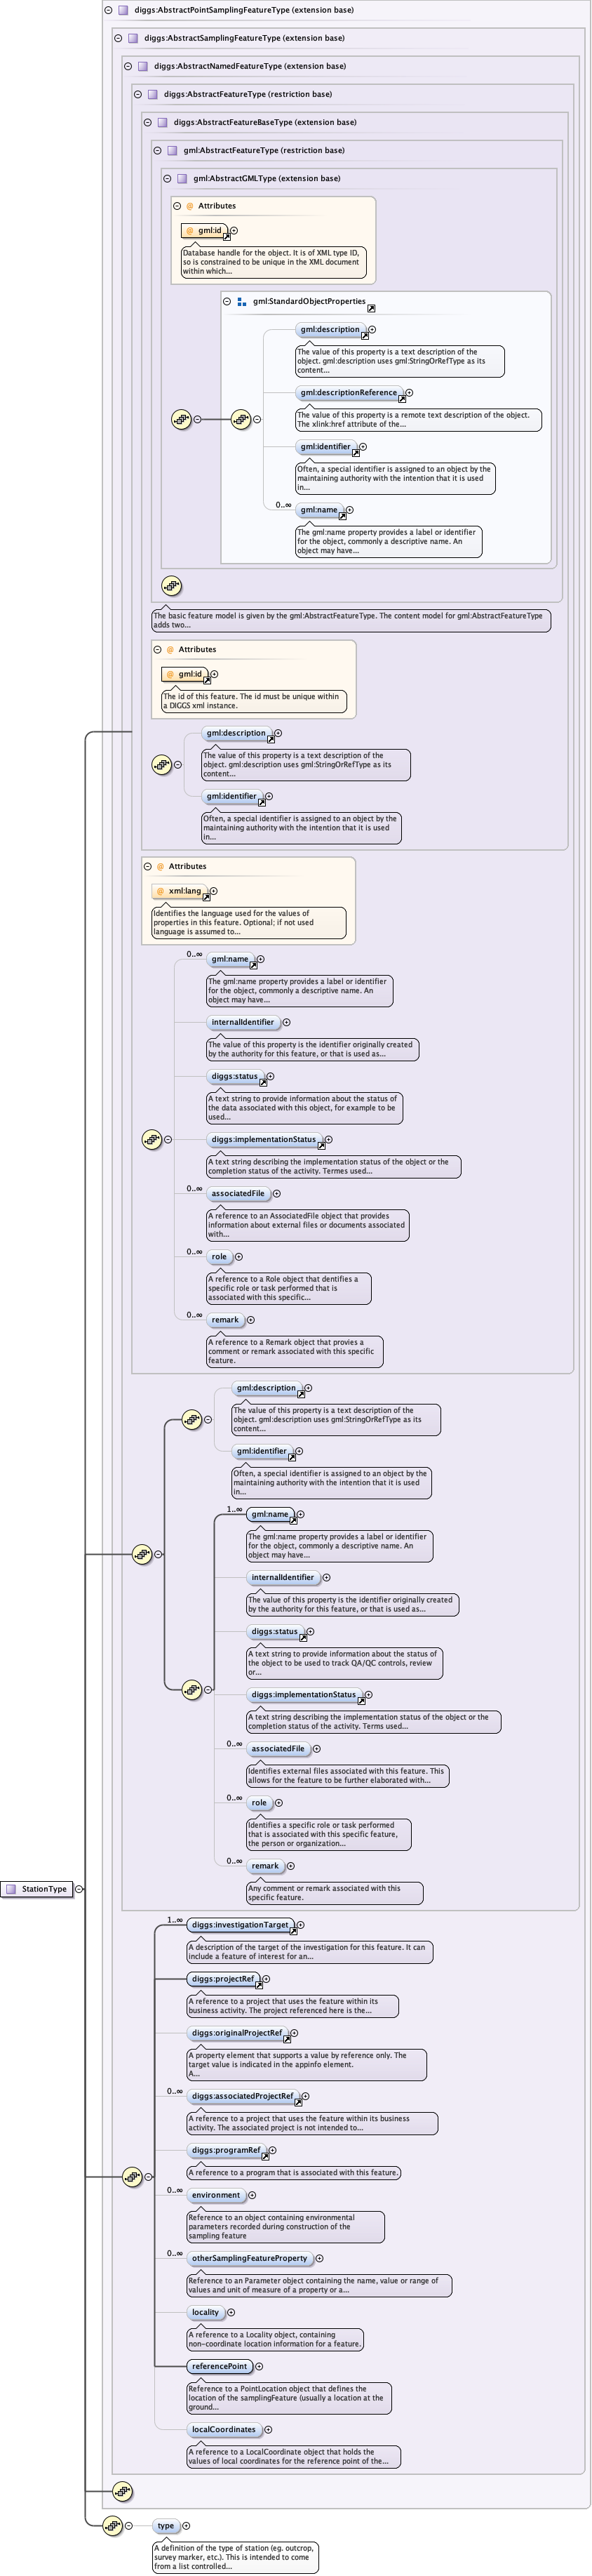 diggs:AbstractPointSamplingFeatureType (extension base)
diggs:AbstractSamplingFeatureType (extension base)
diggs:AbstractNamedFeatureType (extension base)
diggs:AbstractFeatureType (restriction base)
diggs:AbstractFeatureBaseType (extension base)
gml:AbstractFeatureType (restriction base)
gml:AbstractGMLType (extension base)
@ Attributes
@ gml:id
Database handle for the object. It is of XML type ID,
so is constrained to be unique in the XML document
within which...
gml:StandardObjectProperties
gml:description
The value of this property is a text description of the
object. gml:description uses gml:StringOrRefType as its
content...
gml:descriptionReference
The value of this property is a remote text description of the object.
The xlink:href attribute of the...
gml:identifier
Often, a special identifier is assigned to an object by the
maintaining authority with the intention that it is used
in...
0..∞
gml:name
The gml:name property provides a label or identifier
for the object, commonly a descriptive name. An
object may have...
The basic feature model is given by the gml:AbstractFeatureType. The content model for gml:AbstractFeatureType
adds two...
@ Attributes
@ gml:id
The id of this feature. The id must be unique within
a DIGGS xml instance.
gml:description
The value of this property is a text description of the
object. gml:description uses gml:StringOrRefType as its
content...
gml:identifier
Often, a special identifier is assigned to an object by the
maintaining authority with the intention that it is used
in...
@ Attributes
@ xml:lang
Identifies the language used for the values of
properties in this feature. Optional; if not used
language is assumed to...
0..∞
gml:name
The gml:name property provides a label or identifier
for the object, commonly a descriptive name. An
object may have...
internalIdentifier
The value of this property is the identifier originally created
by the authority for this feature, or that is used as...
diggs:status
A text string to provide information about the status of
the data associated with this object, for example to be
used...
diggs:implementationStatus
A text string describing the implementation status of the object or the
completion status of the activity. Termes used...
0..∞
associatedFile
A reference to an AssociatedFile object that provides
information about external files or documents associated
with...
0..∞
role
A reference to a Role object that dentifies a
specific role or task performed that is
associated with this specific...
0..∞
remark
A reference to a Remark object that provies a
comment or remark associated with this specific
feature.
gml:description
The value of this property is a text description of the
object. gml:description uses gml:StringOrRefType as its
content...
gml:identifier
Often, a special identifier is assigned to an object by the
maintaining authority with the intention that it is used
in...
1..∞
gml:name
The gml:name property provides a label or identifier
for the object, commonly a descriptive name. An
object may have...
internalIdentifier
The value of this property is the identifier originally created
by the authority for this feature, or that is used as...
diggs:status
A text string to provide information about the status of
the object to be used to track QA/QC controls, review
or...
diggs:implementationStatus
A text string describing the implementation status of the object or the
completion status of the activity. Terms used...
0..∞
associatedFile
Identifies external files associated with this feature. This
allows for the feature to be further elaborated with...
0..∞
role
Identifies a specific role or task performed
that is associated with this specific feature,
the person or organization...
0..∞
remark
Any comment or remark associated with this
specific feature.
StationType
1..∞
diggs:investigationTarget
A description of the target of the investigation for this feature. It can
include a feature of interest for an...
diggs:projectRef
A reference to a project that uses the feature within its
business activity. The project referenced here is the...
diggs:originalProjectRef
A property element that supports a value by reference only. The
target value is indicated in the appinfo element.
A...
0..∞
diggs:associatedProjectRef
A reference to a project that uses the feature within its business
activity. The associated project is not intended to...
diggs:programRef
A reference to a program that is associated with this feature.
0..∞
environment
Reference to an object containing environmental
parameters recorded during construction of the
sampling feature
0..∞
otherSamplingFeatureProperty
Reference to an Parameter object containing the name, value or range of
values and unit of measure of a property or a...
locality
A reference to a Locality object, containing
non-coordinate location information for a feature.
referencePoint
Reference to a PointLocation object that defines the
location of the samplingFeature (usually a location at the
ground...
localCoordinates
A reference to a LocalCoordinate object that holds the
values of local coordinates for the reference point of the...
type
A definition of the type of station (eg. outcrop,
survey marker, etc.). This is intended to come
from a list controlled...